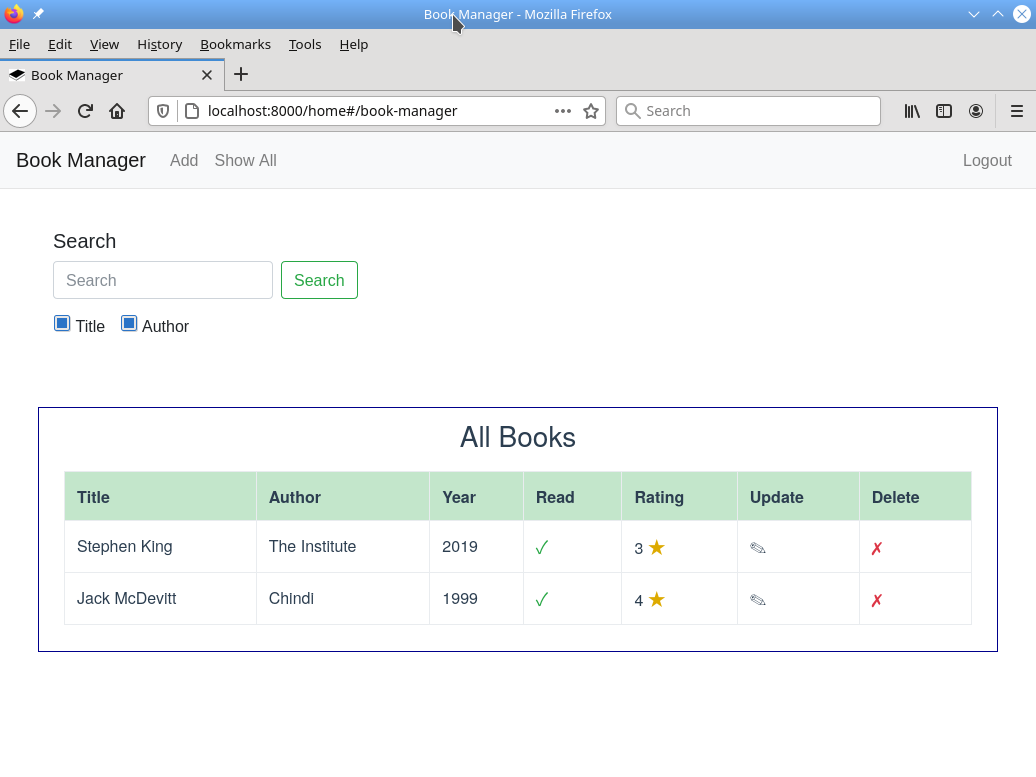 Book Manager - Mozilla Firefox
File Edit View History Bookmarks Tools Help
Book Manager
localhost:8000/home#/book-manager Search
Book Manager Add Show All Logout
Search
Search Search
Title Author
All Books
Title Author Year Read Rating Update Delete
Stephen King The Institute 2019 ✓ 3 ★ ✎ ✗
Jack McDevitt Chindi 1999 ✓ 4 ★ ✎ ✗